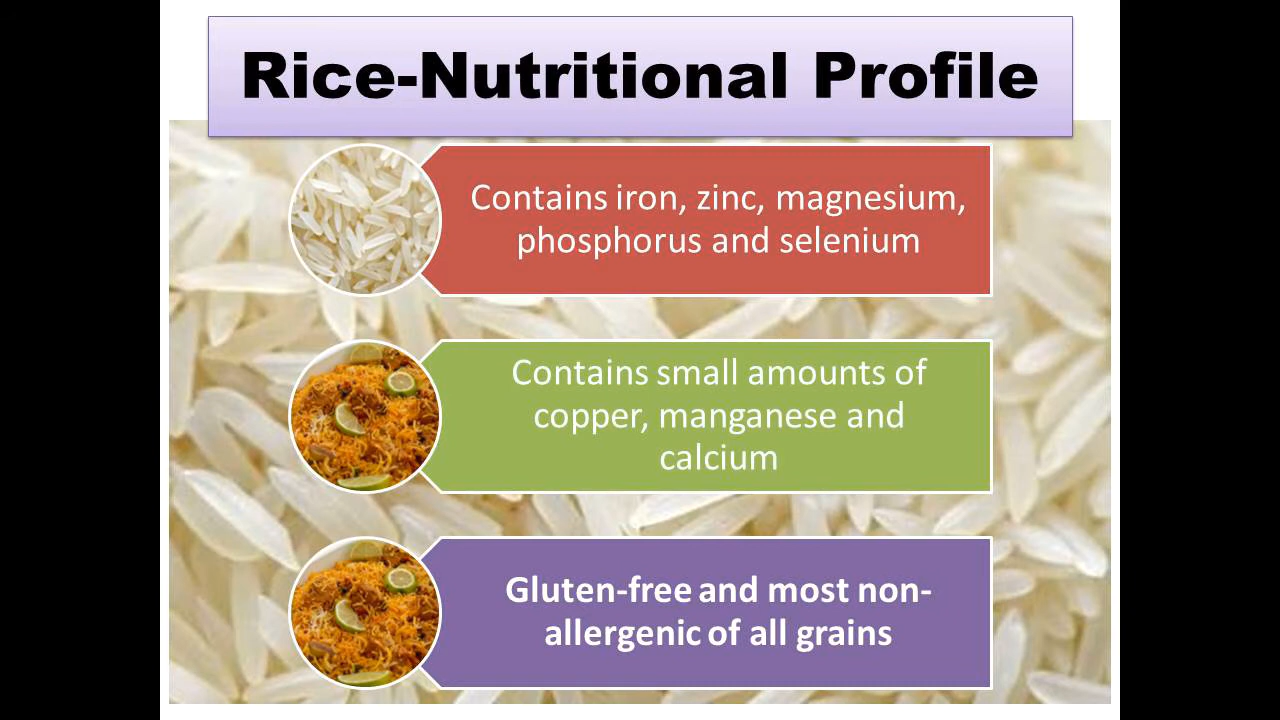 Rice-Nutritional Profile
Contains iron, zinc, magnesium,
phosphorus and selenium
Contains small amounts of
copper, manganese and
calcium
Gluten-free and most non-
allergenic of all grains